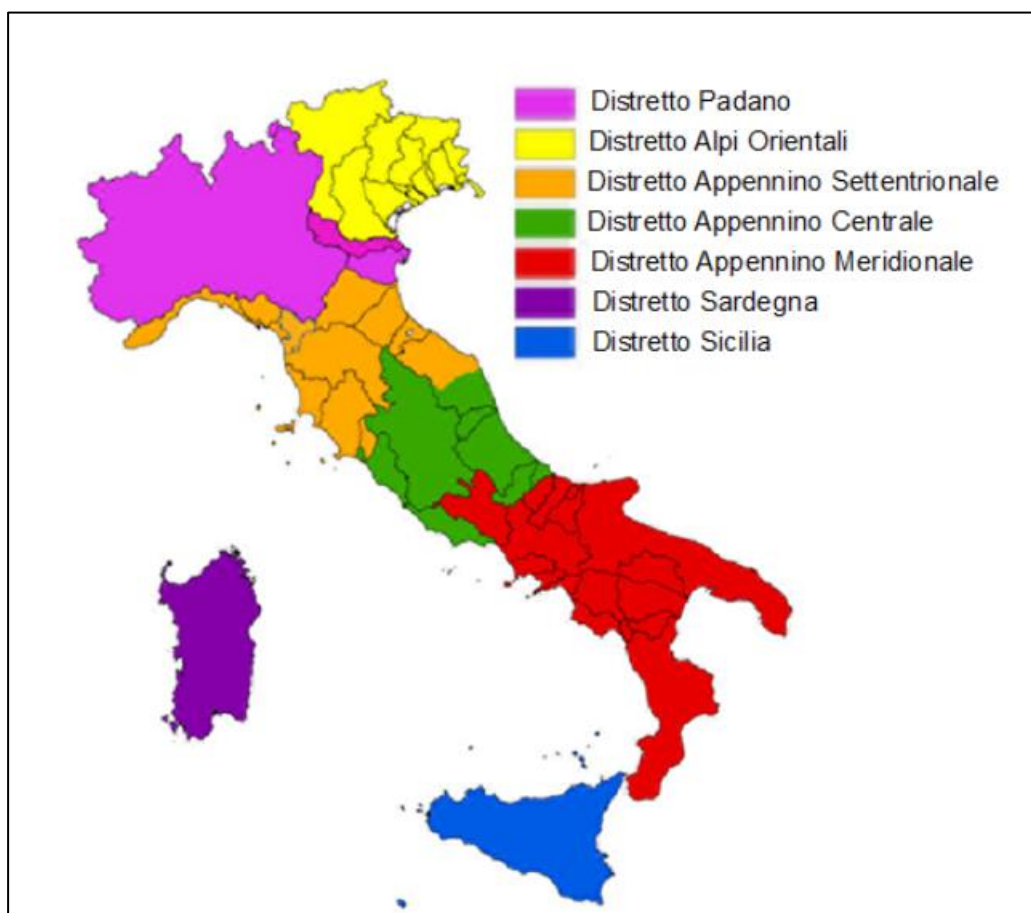 Distretto Padano
Distretto Alpi Orientali
Distretto Appennino Settentrionale
Distretto Appennino Centrale
Distretto Appennino Meridionale
Distretto Sardegna
Distretto Sicilia